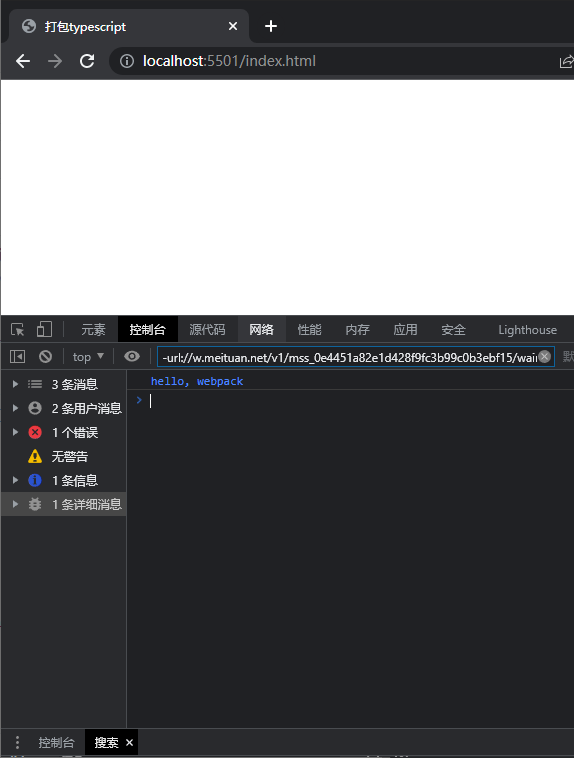 打包typescript
localhost:5501/index.html
元素 控制台 源代码 网络 性能 内存 应用 安全 Lighthouse
top -url://w.meituan.net/v1/mss_0e4451a82e1d428f9fc3b99c0b3ebf15/wain 默
3 条消息
2 条用户消息
1 个错误
无警告
1 条信息
1 条详细消息
hello, webpack
控制台 搜索